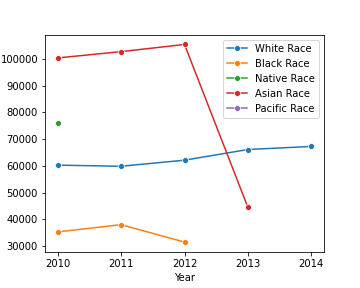 White Race
Black Race
Native Race
Asian Race
Pacific Race
100000
90000
80000
70000
60000
50000
40000
30000
2010 2011 2012 2013 2014
Year